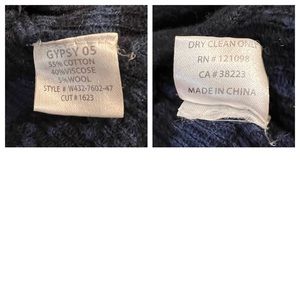 GYPSY 05
55% COTTON
40%VISCOSE
5%WOOL
STYLE # W432-7602-47
CUT # 1623
DRY CLEAN ONLY
RN # 121098
CA # 38223
MADE IN CHINA